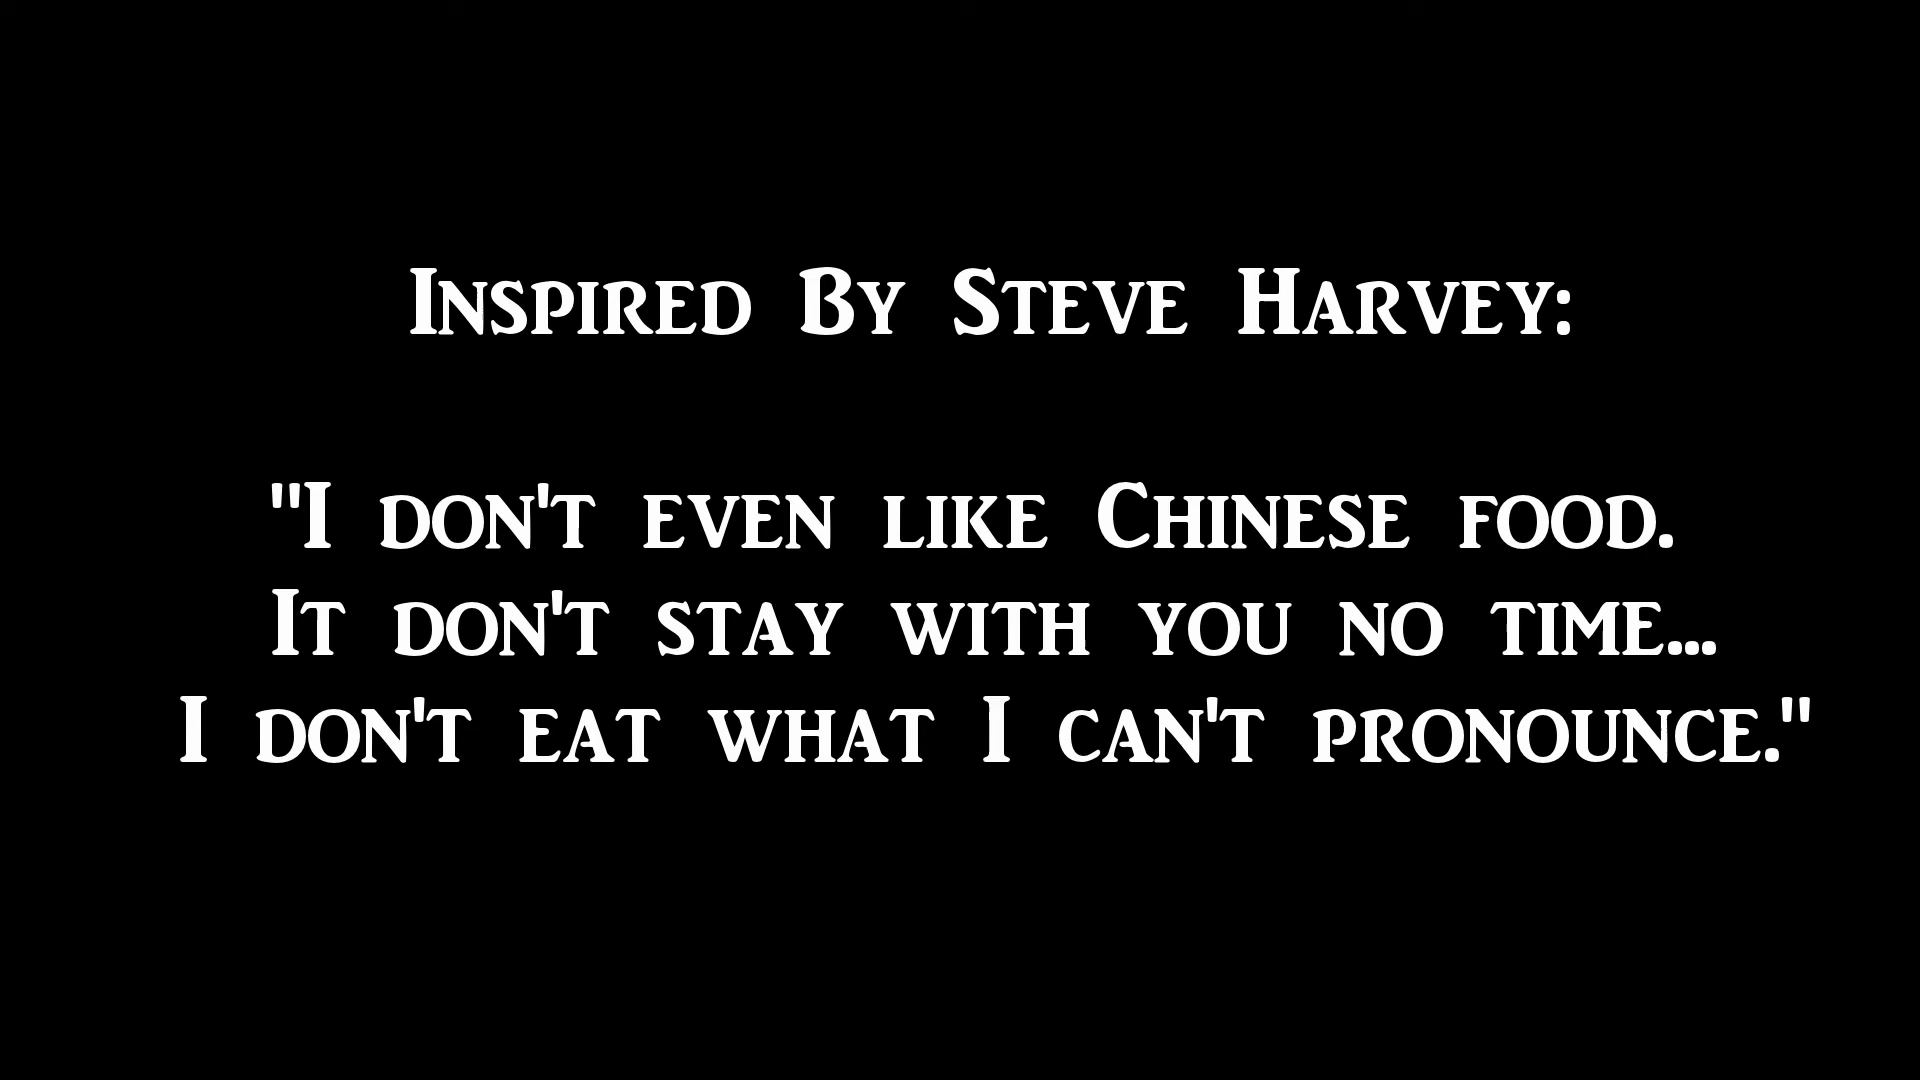 Inspired By Steve Harvey:
"I don't even like Chinese food.
It don't stay with you no time...
I don't eat what I can't pronounce."